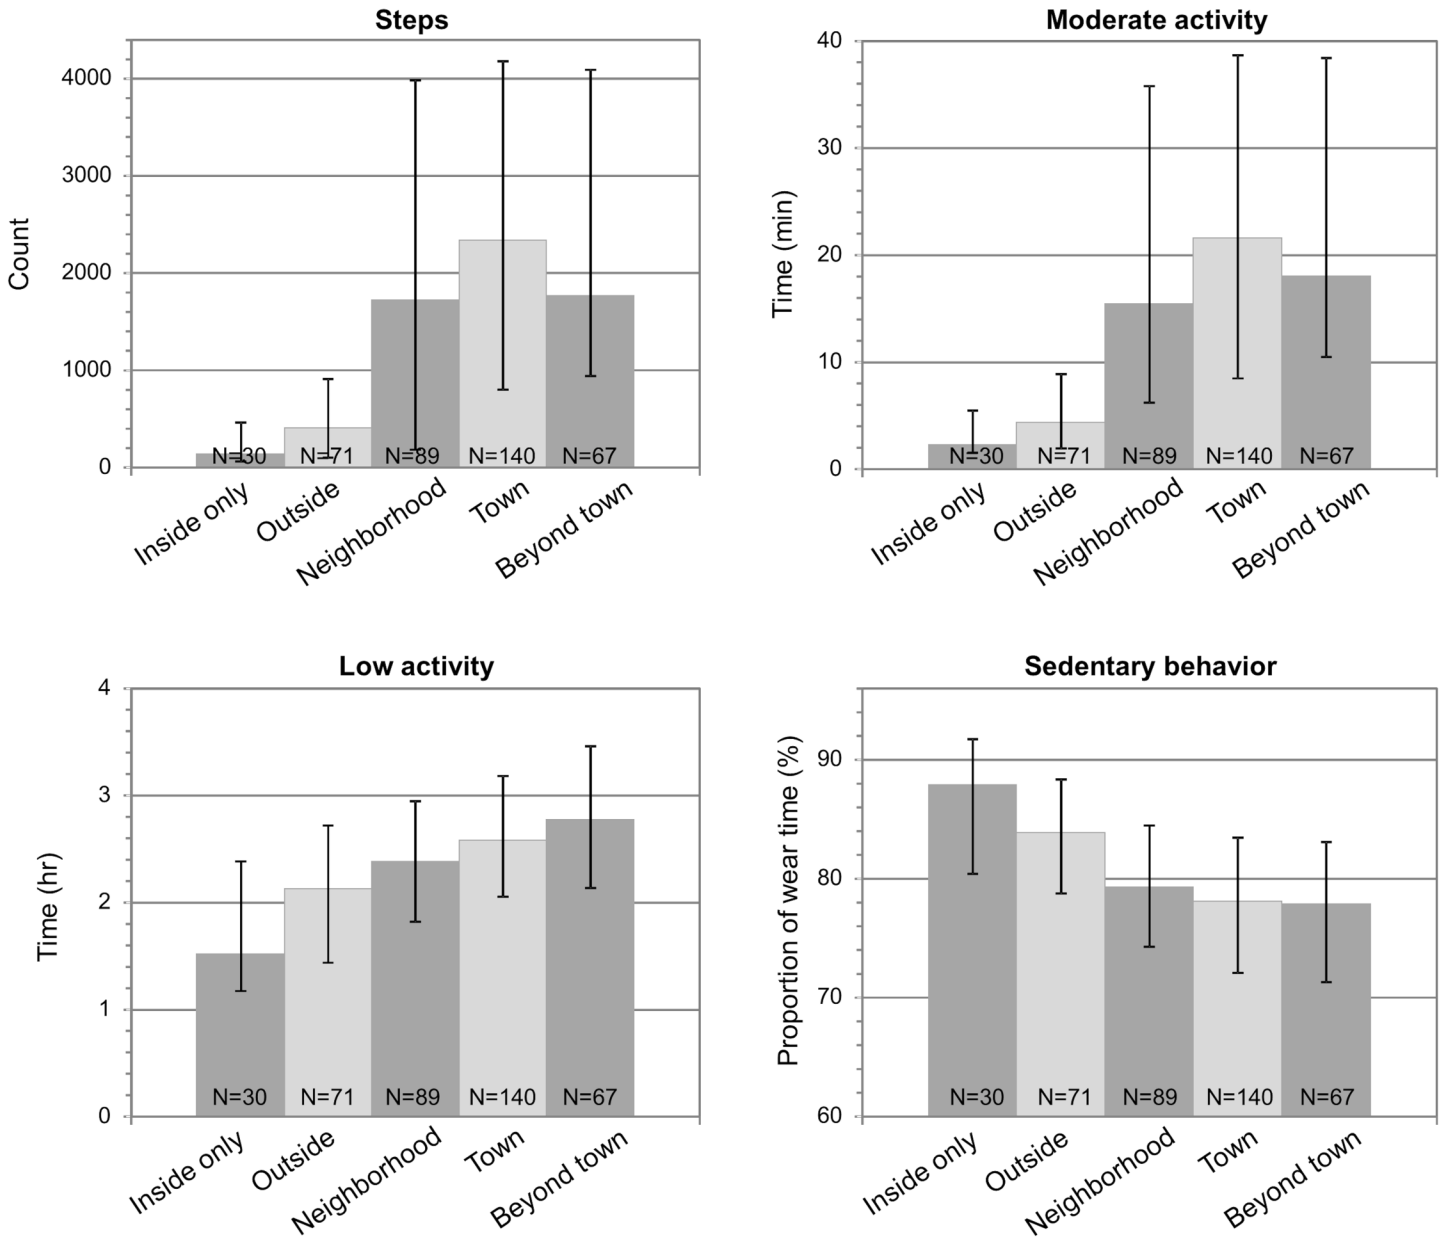 Steps
Count
4000
3000
2000
1000
0
N=30 N=71 N=89 N=140 N=67
Inside only
Outside
Neighborhood
Town
Beyond town
Moderate activity
Time (min)
40
30
20
10
0
N=30 N=71 N=89 N=140 N=67
Inside only
Outside
Neighborhood
Town
Beyond town
Low activity
Time (hr)
4
3
2
1
0
N=30 N=71 N=89 N=140 N=67
Inside only
Outside
Neighborhood
Town
Beyond town
Sedentary behavior
Proportion of wear time (%)
90
80
70
60
N=30 N=71 N=89 N=140 N=67
Inside only
Outside
Neighborhood
Town
Beyond town